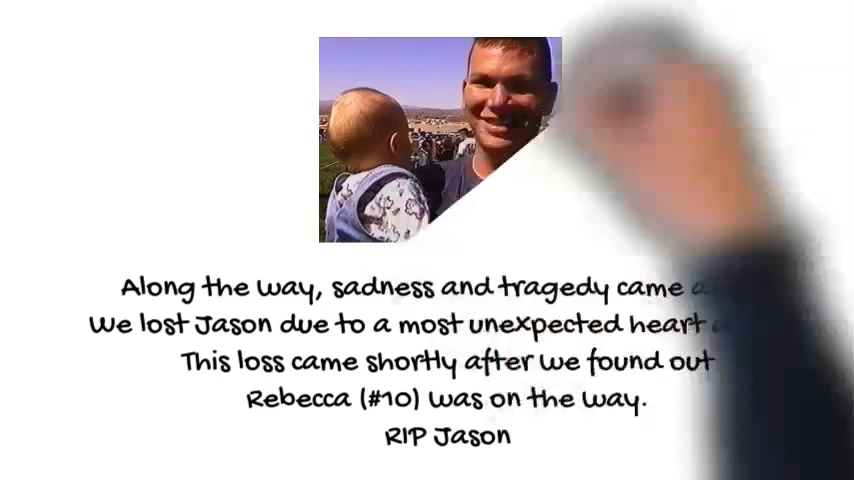 Along the way, sadness and tragedy came
We lost Jason due to a most unexpected heart
This loss came shortly after we found out
Rebecca (#10) was on the way.
RIP Jason